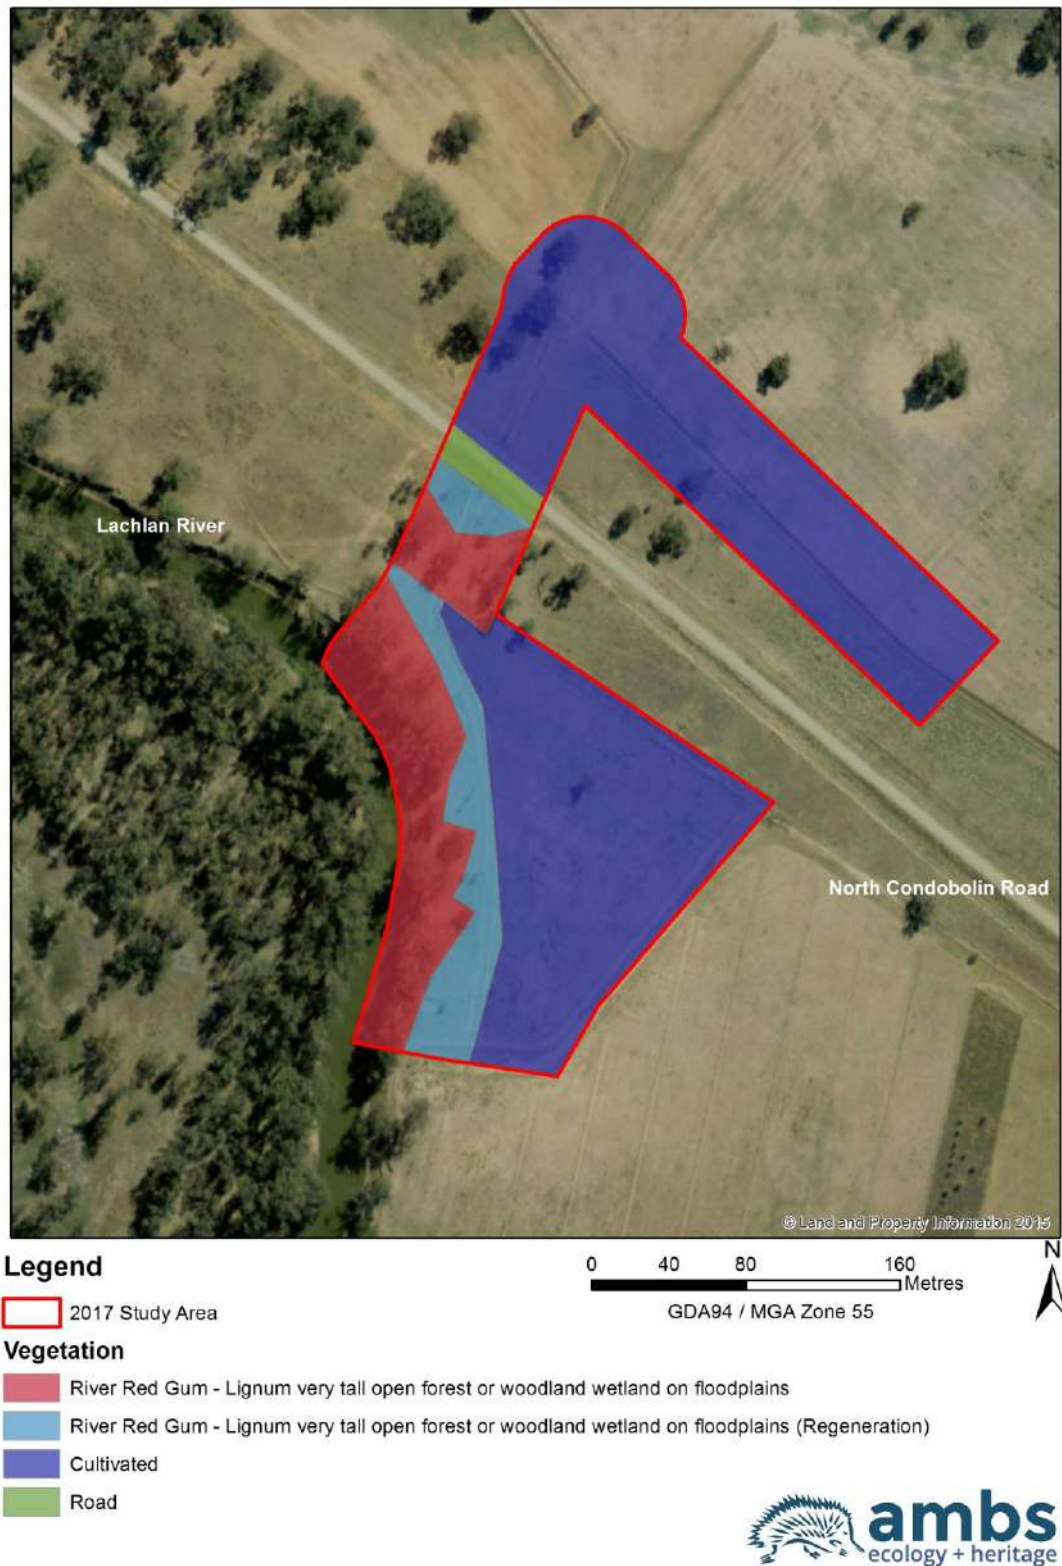 Lachlan River
North Condobolin Road
© Land and Property Information 2015
Legend
2017 Study Area
Vegetation
River Red Gum - Lignum very tall open forest or woodland wetland on floodplains
River Red Gum - Lignum very tall open forest or woodland wetland on floodplains (Regeneration)
Cultivated
Road
0 40 80 160
Metres
GDA94 / MGA Zone 55
N
ambs
ecology + heritage